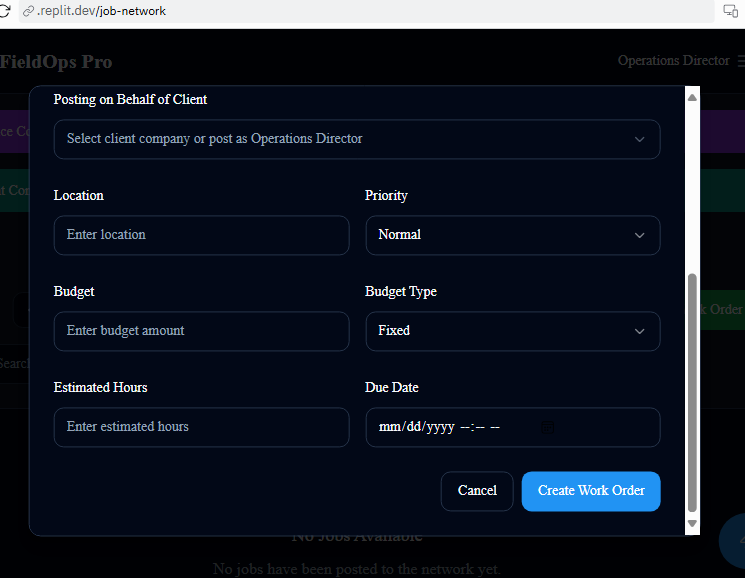 .replit.dev/job-network
FieldOps Pro
Operations Director
Posting on Behalf of Client
ce Co
Select client company or post as Operations Director
t Con
Location
Priority
Enter location
Normal
Budget
Budget Type
k Order
Enter budget amount
Fixed
Search
Estimated Hours
Due Date
Enter estimated hours
mm/dd/yyyy --:-- --
Cancel
Create Work Order
No Jobs Available
No jobs have been posted to the network yet.